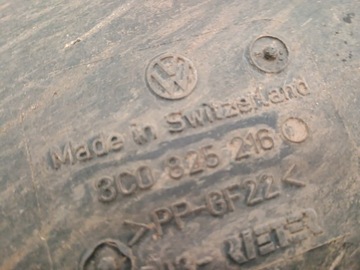 Made in Switzerland
3C0 825 216
>PP-GF22<